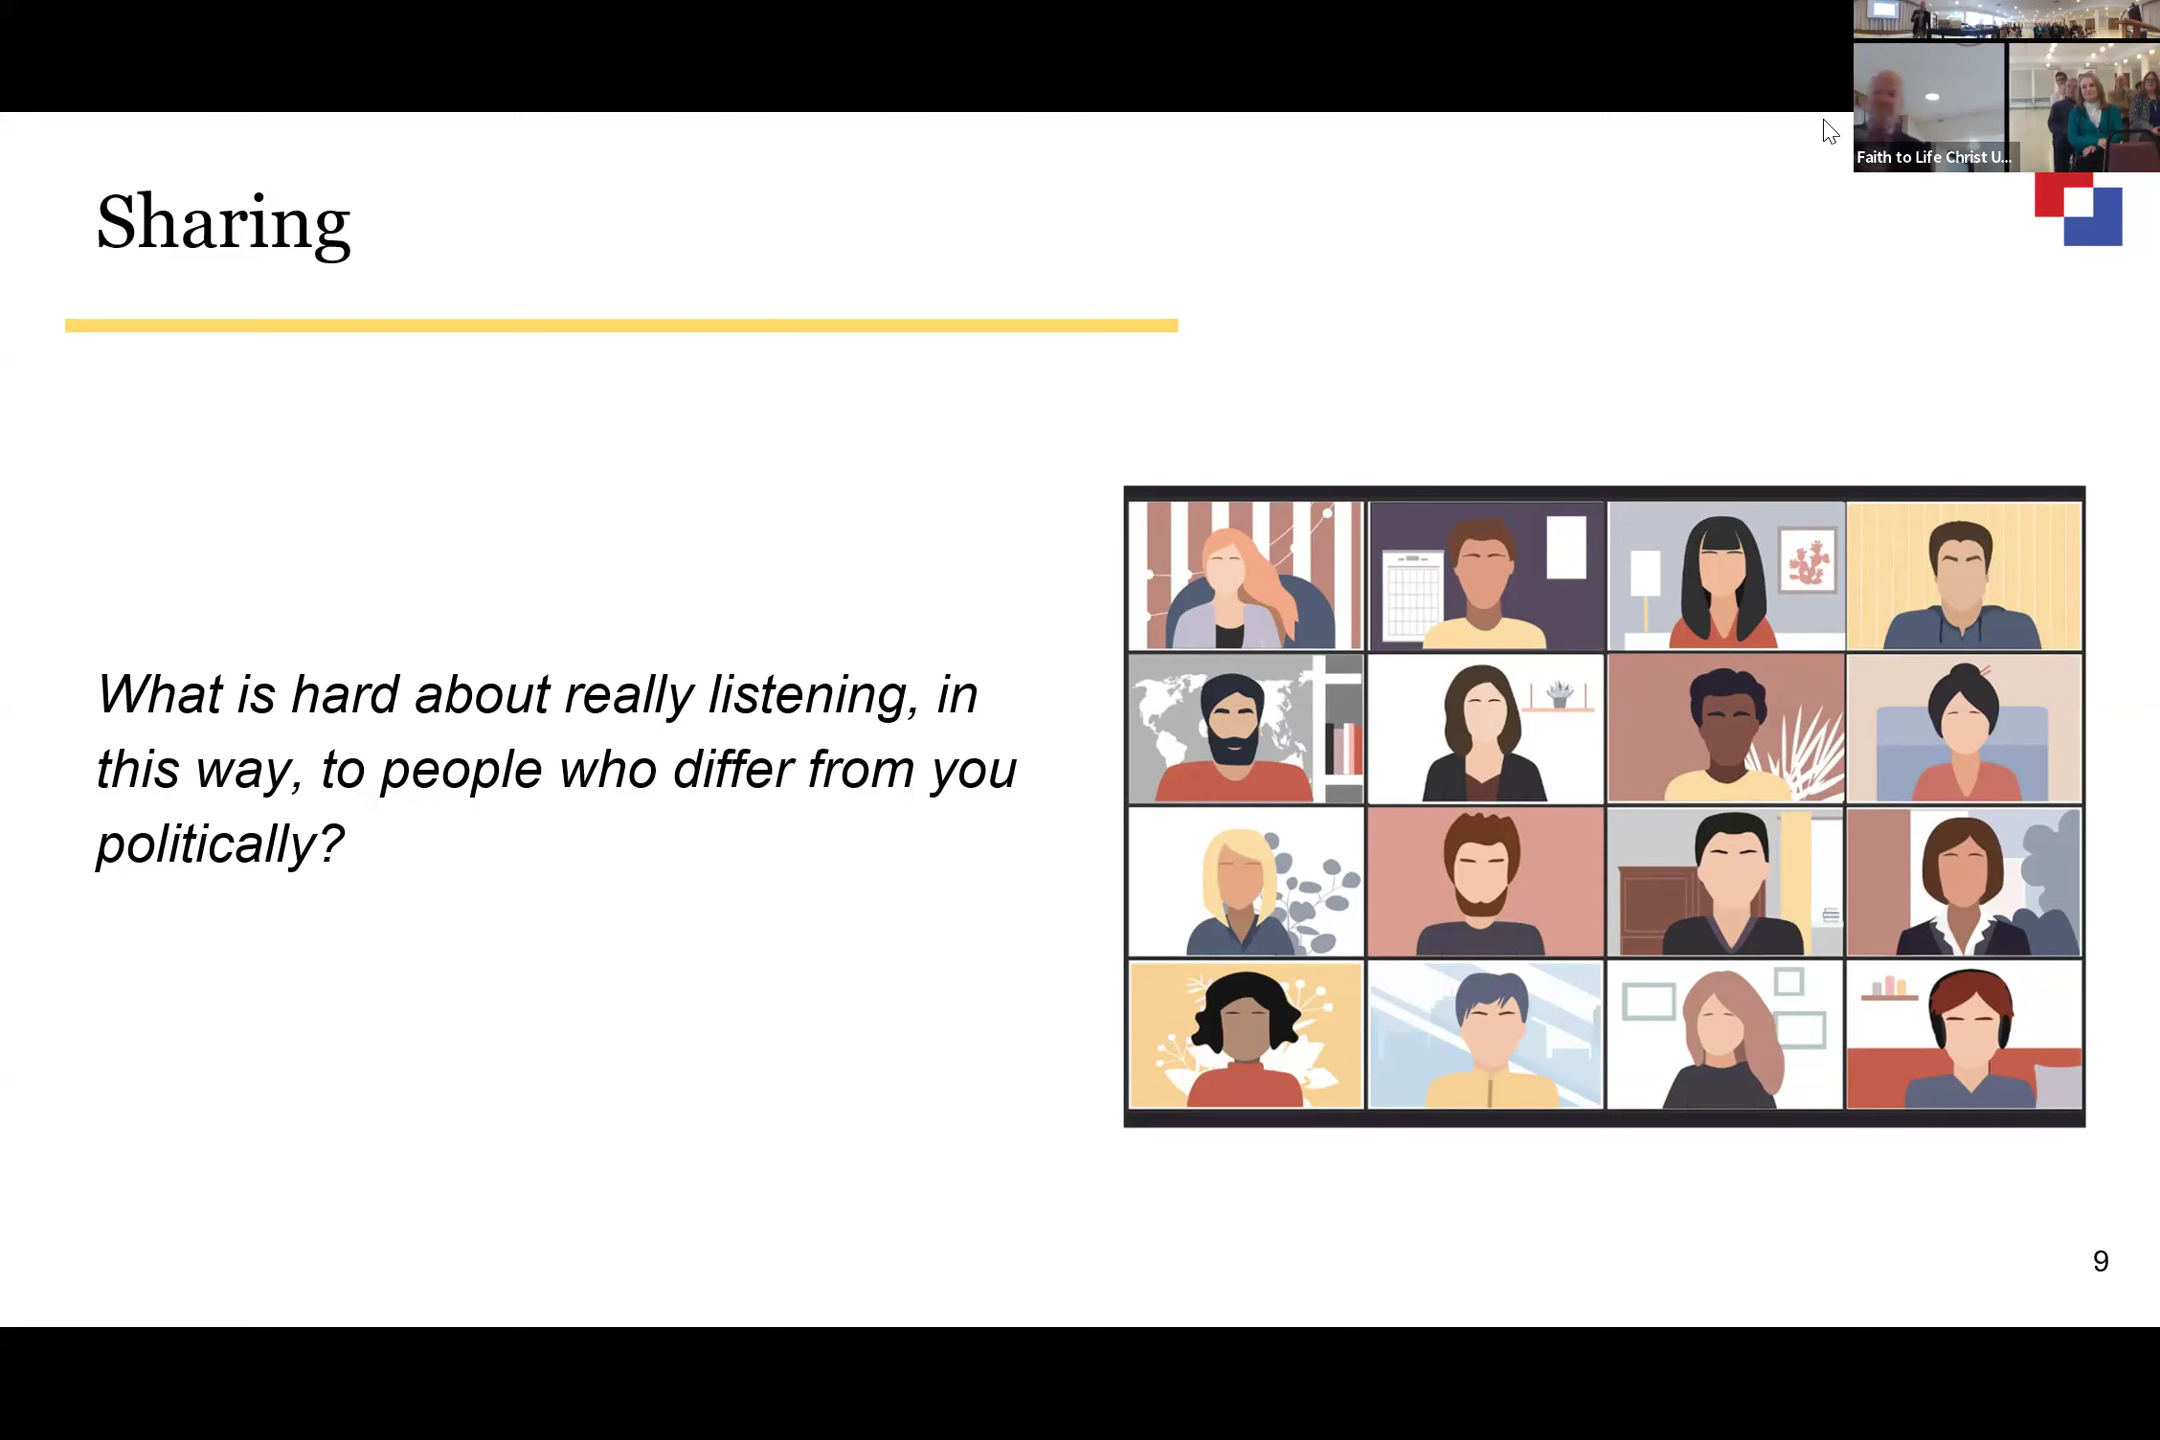 Faith to Life Christ U...
Sharing
What is hard about really listening, in
this way, to people who differ from you
politically?
9